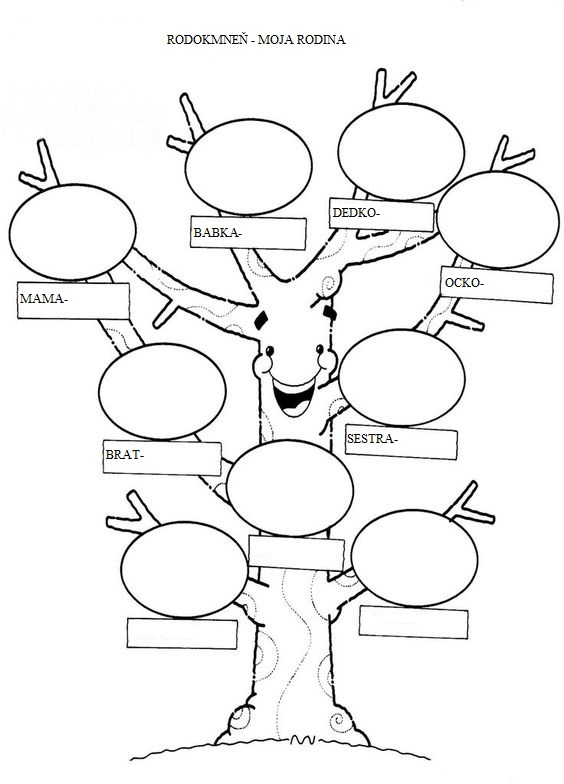 RODOKMNEŇ - MOJA RODINA
BABKA-
DEDKO-
MAMA-
OCKO-
BRAT-
SESTRA-